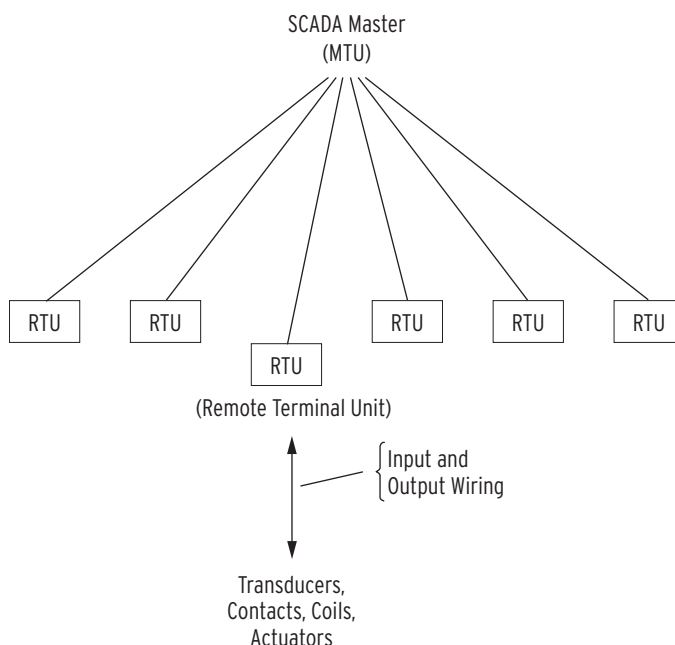 SCADA Master
(MTU)
RTU
RTU
RTU
RTU
RTU
RTU
(Remote Terminal Unit)
Input and
Output Wiring
Transducers,
Contacts, Coils,
Actuators